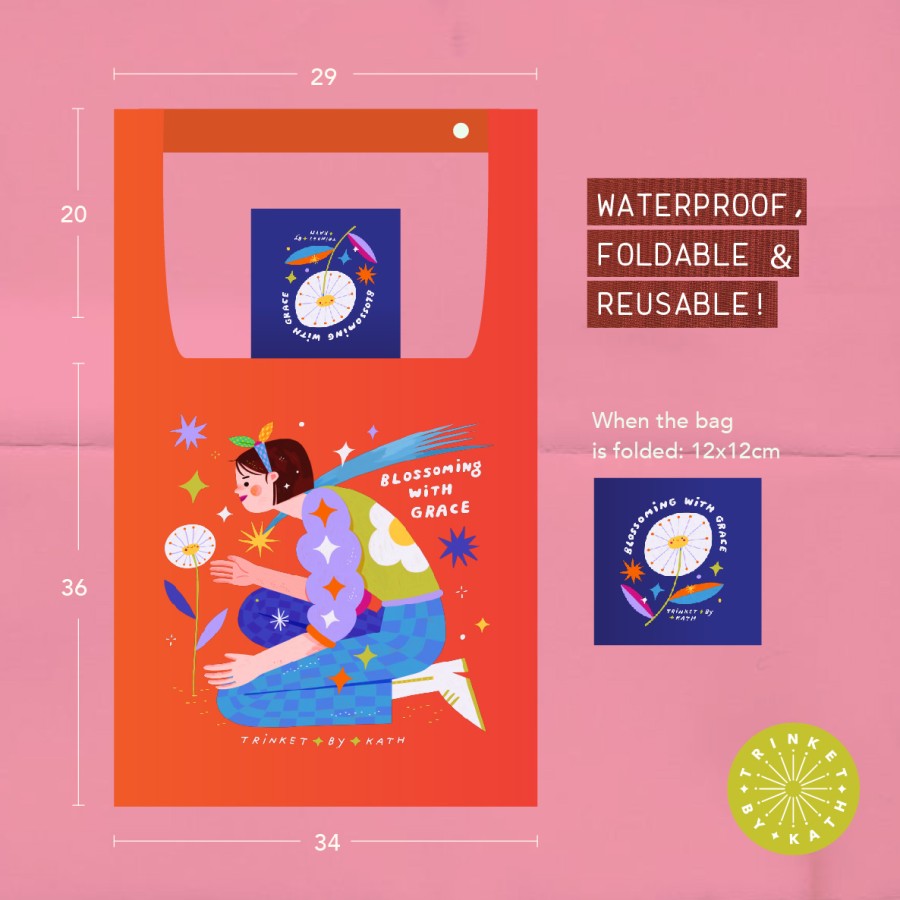 29
20
TRINKET BY
KATH
BLOSSOMING WITH GRACE
WATERPROOF,
FOLDABLE &
REUSABLE!
When the bag
is folded: 12x12cm
BLOSSOMING
WITH
GRACE
BLOSSOMING WITH GRACE
TRINKET BY
KATH
36
TRINKET BY KATH
TRINKET
BY KATH
34